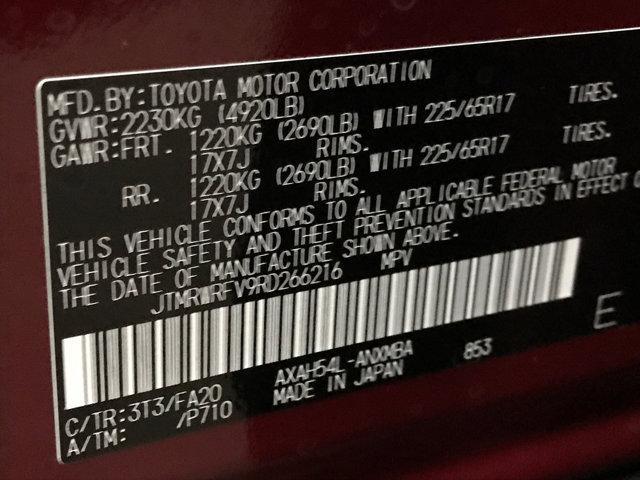 MFD.BY:TOYOTA MOTOR CORPORATION
GVWR:2230KG (4920LB)
GAWR:FRT. 1220KG (2690LB) WITH 225/65R17 TIRES.
17X7J RIMS.
RR. 1220KG (2690LB) WITH 225/65R17 TIRES.
17X7J RIMS.
THIS VEHICLE CONFORMS TO ALL APPLICABLE FEDERAL MOTOR
VEHICLE SAFETY AND THEFT PREVENTION STANDARDS IN EFFECT
THE DATE OF MANUFACTURE SHOWN ABOVE.
JTMRWRFV9RD266216 MPV
E
C/TR:3T3/FA20 AXAH54L-ANXMBA 853
A/TM: /P710 MADE IN JAPAN